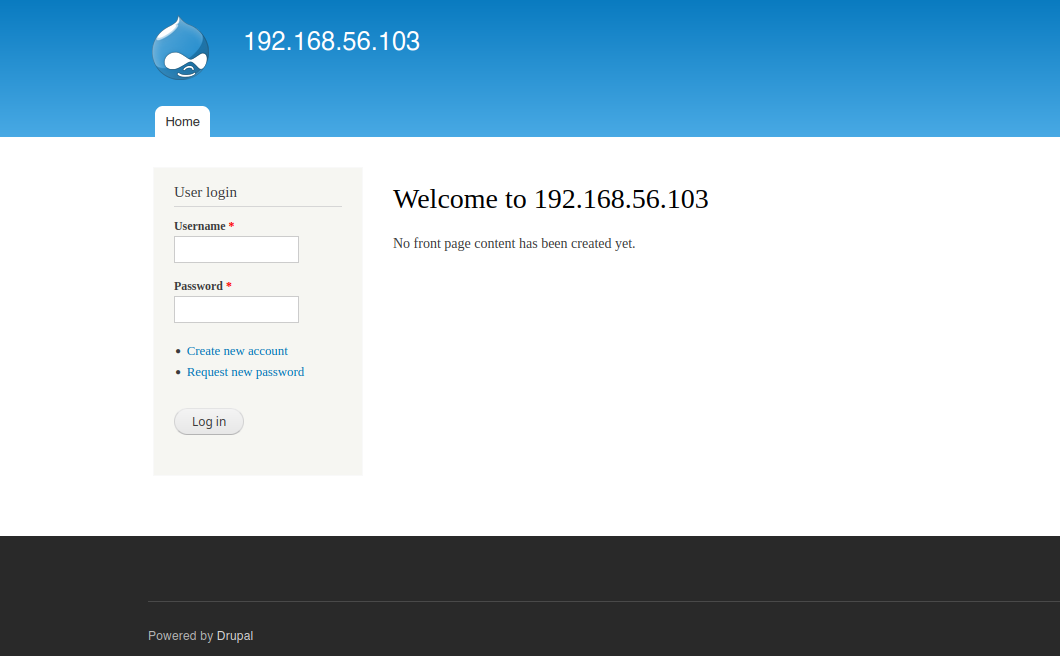 192.168.56.103
Home
User login
Username *
Password *
Create new account
Request new password
Log in
Welcome to 192.168.56.103
No front page content has been created yet.
Powered by Drupal